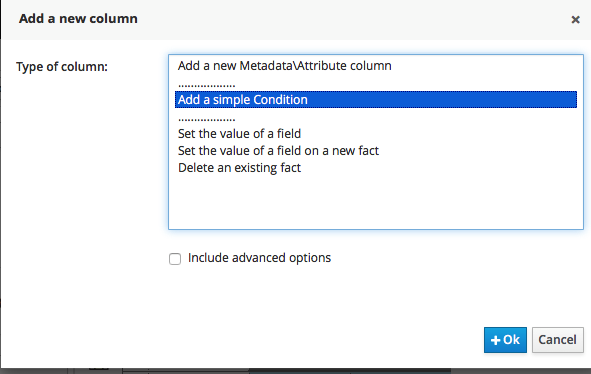 Add a new column
×
Type of column:
Add a new Metadata\Attribute column
..................
Add a simple Condition
..................
Set the value of a field
Set the value of a field on a new fact
Delete an existing fact
Include advanced options
+ Ok
Cancel